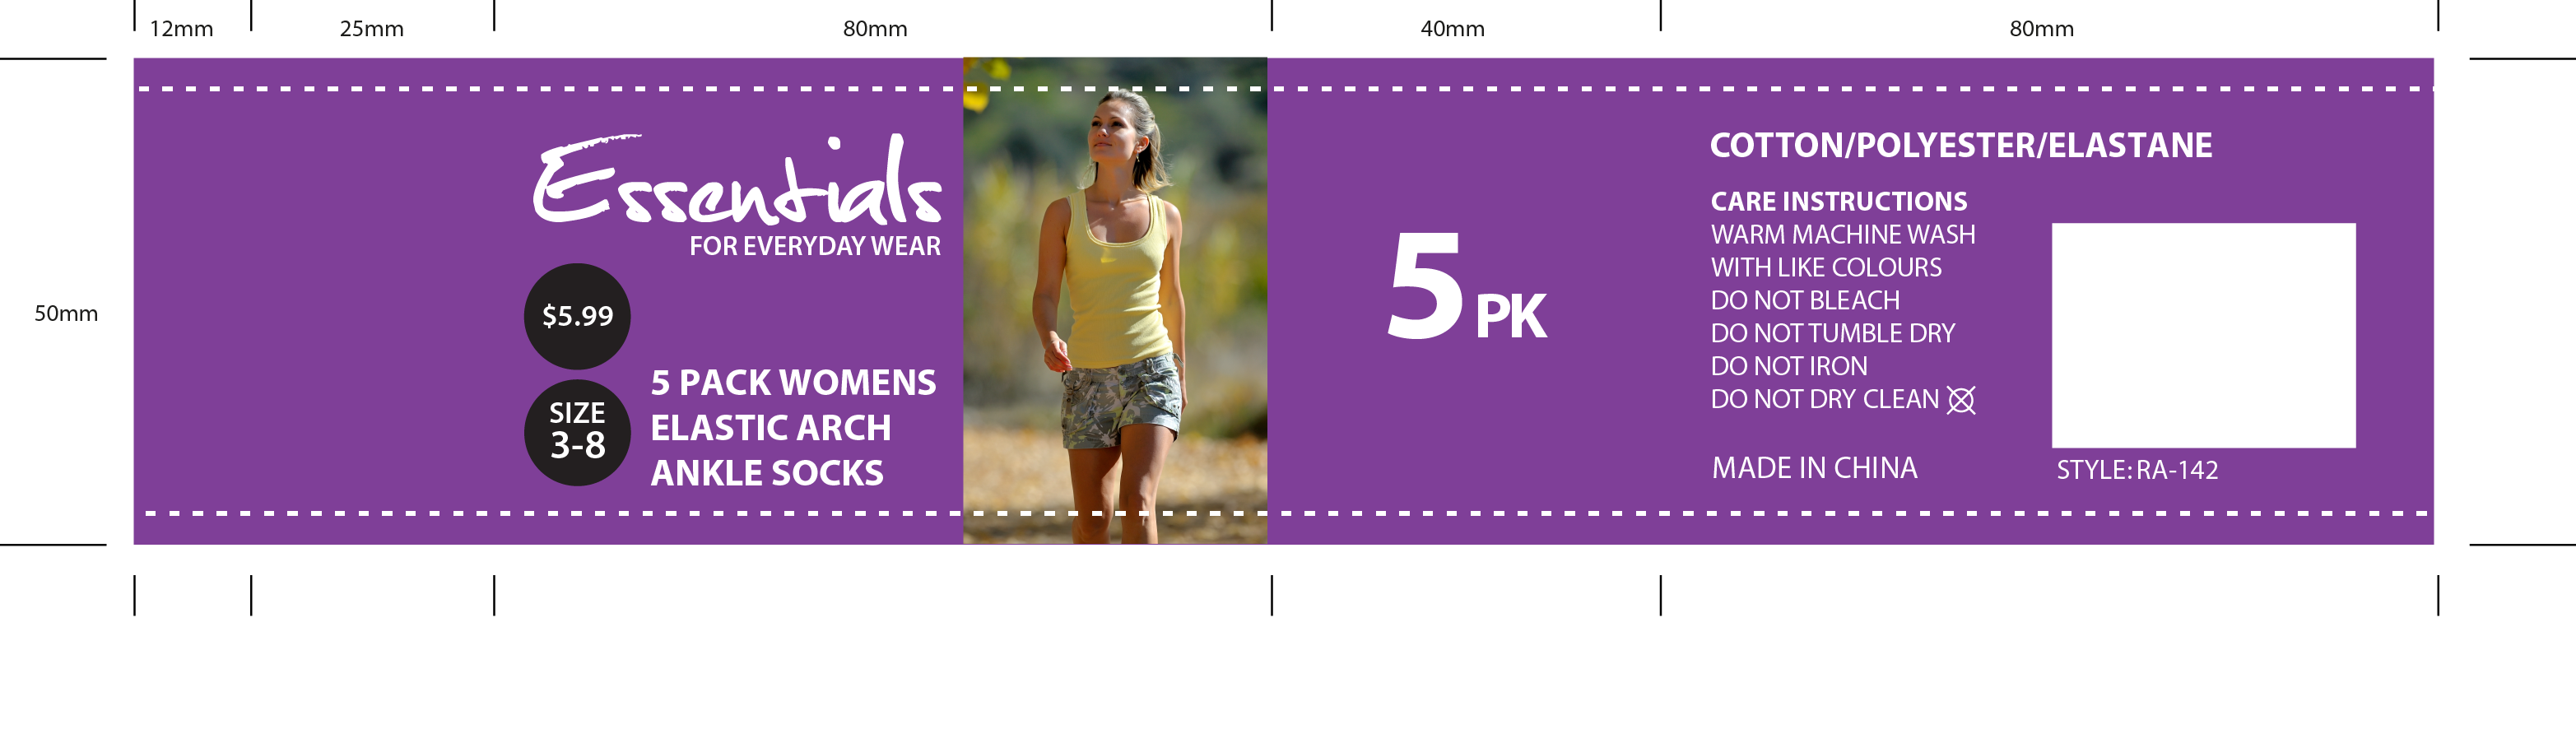 12mm
25mm
80mm
40mm
80mm
50mm
Essentials
FOR EVERYDAY WEAR
$5.99
SIZE
3-8
5 PACK WOMENS
ELASTIC ARCH
ANKLE SOCKS
5 PK
COTTON/POLYESTER/ELASTANE
CARE INSTRUCTIONS
WARM MACHINE WASH
WITH LIKE COLOURS
DO NOT BLEACH
DO NOT TUMBLE DRY
DO NOT IRON
DO NOT DRY CLEAN
MADE IN CHINA
STYLE: RA-142